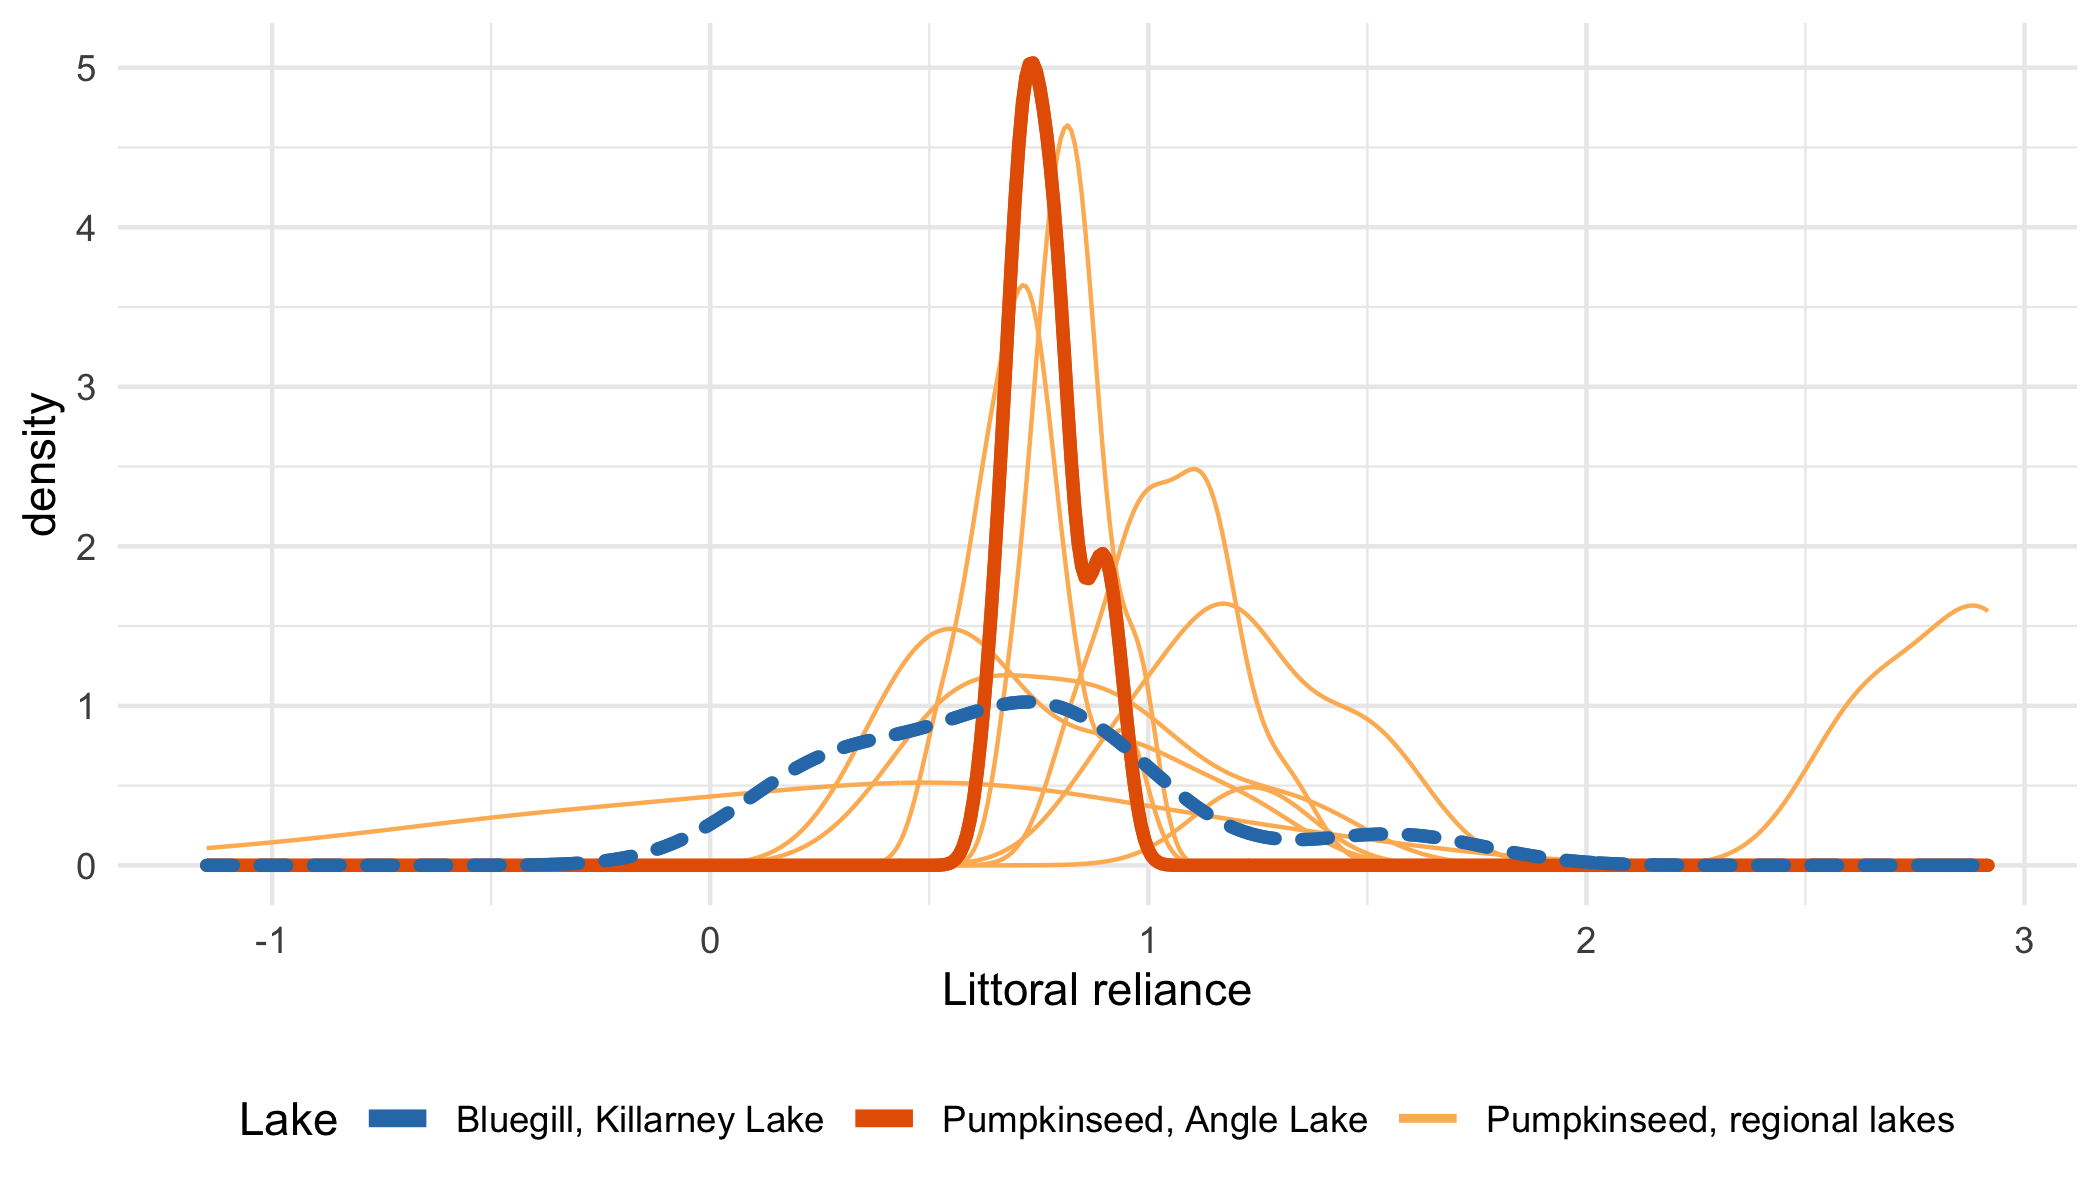 5
4
3
2
1
0
density
-1 0 1 2 3
Littoral reliance
Lake Bluegill, Killarney Lake Pumpkinseed, Angle Lake Pumpkinseed, regional lakes